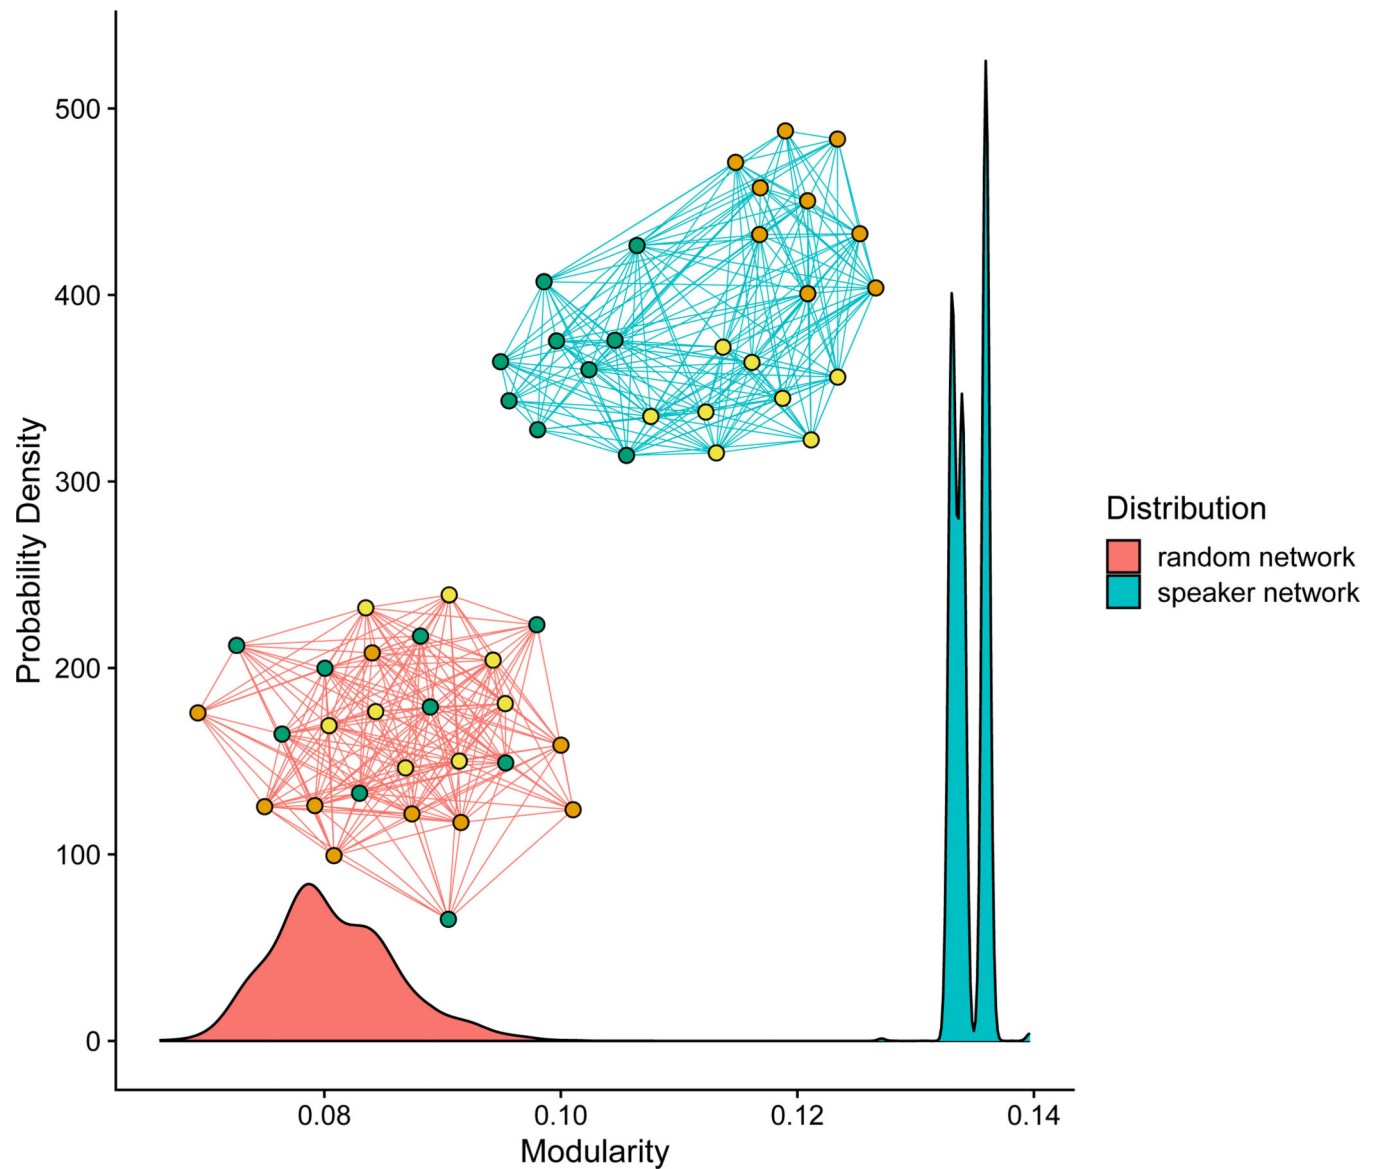 500
400
300
200
100
0
Probability Density
0.08
0.10
0.12
0.14
Modularity
Distribution
random network
speaker network